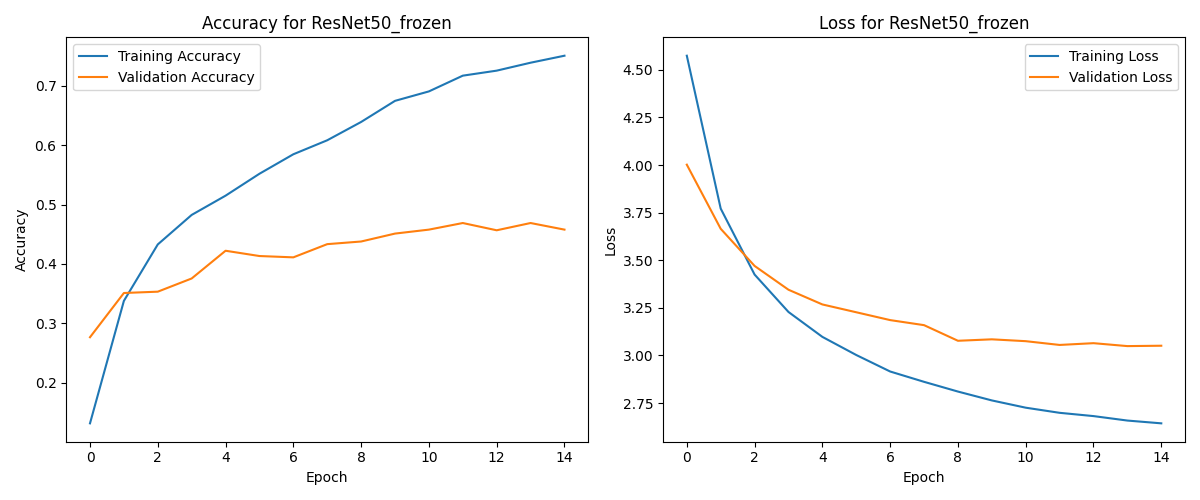 Accuracy for ResNet50_frozen
Training Accuracy
Validation Accuracy
0.7
0.6
0.5
0.4
0.3
0.2
Accuracy
0 2 4 6 8 10 12 14
Epoch
Loss for ResNet50_frozen
Training Loss
Validation Loss
4.50
4.25
4.00
3.75
3.50
3.25
3.00
2.75
Loss
0 2 4 6 8 10 12 14
Epoch